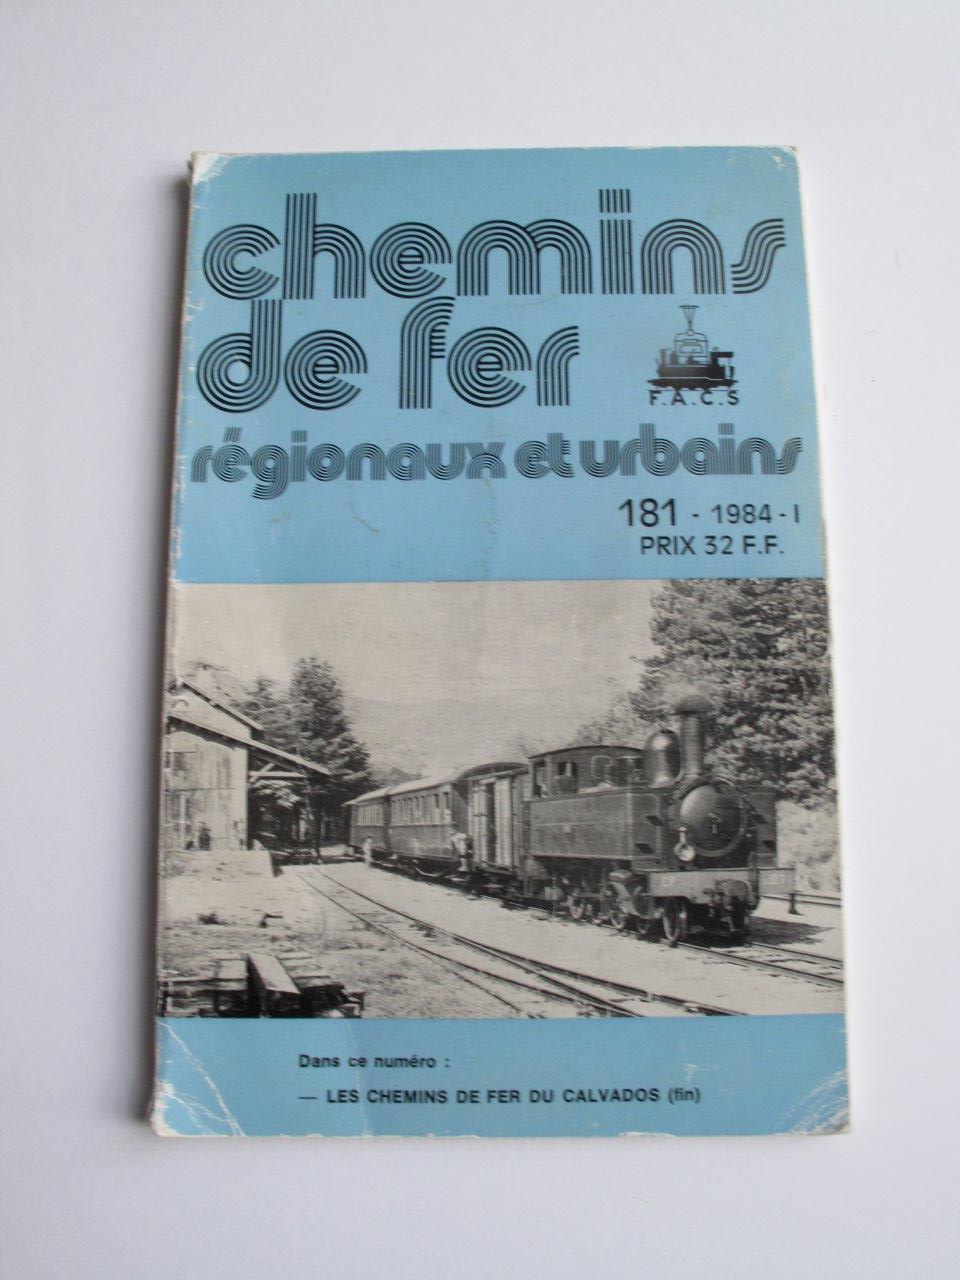 chemins
de fer
F.A.C.S
régionaux et urbains
181 - 1984 - I
PRIX 32 F.F.
Dans ce numéro :
— LES CHEMINS DE FER DU CALVADOS (fin)